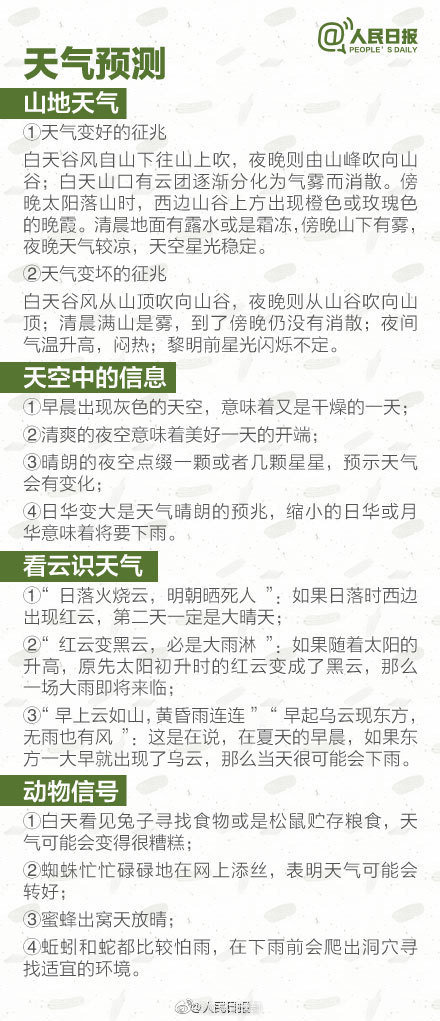 @人民日报
PEOPLE'S DAILY
天气预测
山地天气
①天气变好的征兆
白天谷风自山下往山上吹，夜晚则由山峰吹向山
谷；白天山口有云团逐渐分化为气雾而消散。傍
晚太阳落山时，西边山谷上方出现橙色或玫瑰色
的晚霞。清晨地面有露水或是霜冻，傍晚山下有雾，
夜晚天气较凉，天空星光稳定。
②天气变坏的征兆
白天谷风从山顶吹向山谷，夜晚则从山谷吹向山
顶；清晨满山是雾，到了傍晚仍没有消散；夜间
气温升高，闷热；黎明前星光闪烁不定。
天空中的信息
①早晨出现灰色的天空，意味着又是干燥的一天；
②清爽的夜空意味着美好一天的开端；
③晴朗的夜空点缀一颗或者几颗星星，预示天气
会有变化；
④日华变大是天气晴朗的预兆，缩小的日华或月
华意味着将要下雨。
看云识天气
①“日落火烧云，明朝晒死人”：如果日落时西边
出现红云，第二天一定是大晴天；
②“红云变黑云，必是大雨淋”：如果随着太阳的
升高，原先太阳初升时的红云变成了黑云，那么
一场大雨即将来临；
③“早上云如山，黄昏雨连连”“早起乌云现东方，
无雨也有风”：这是在说，在夏天的早晨，如果东
方一大早就出现了乌云，那么当天很可能会下雨。
动物信号
①白天看见兔子寻找食物或是松鼠贮存粮食，天
气可能会变得很糟糕；
②蜘蛛忙忙碌碌地在网上添丝，表明天气可能会
转好；
③蜜蜂出窝天放晴；
④蚯蚓和蛇都比较怕雨，在下雨前会爬出洞穴寻
找适宜的环境。
@人民日报